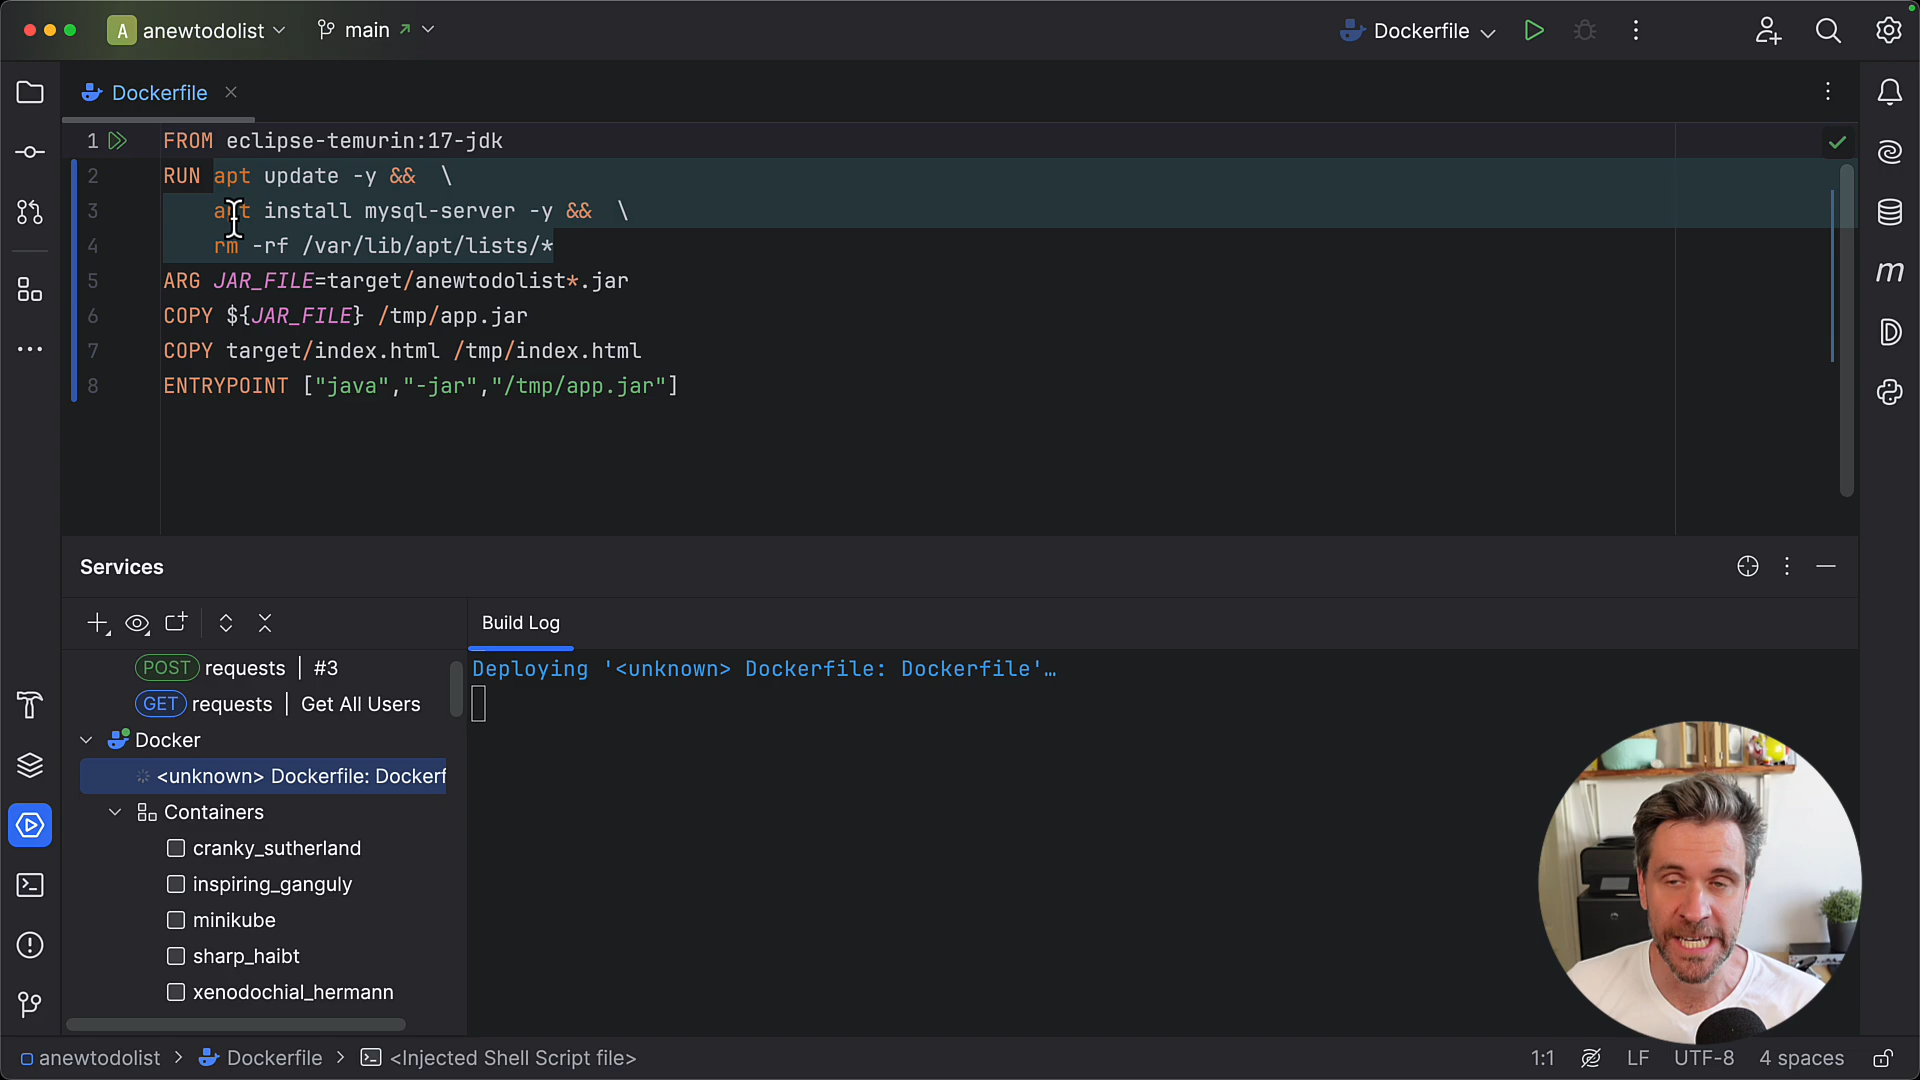 A anewtodolist main Dockerfile
Dockerfile
1 FROM eclipse-temurin:17-jdk
2 RUN apt update -y && \
3 apt install mysql-server -y && \
4 rm -rf /var/lib/apt/lists/*
5 ARG JAR_FILE=target/anewtodolist*.jar
6 COPY ${JAR_FILE} /tmp/app.jar
7 COPY target/index.html /tmp/index.html
8 ENTRYPOINT ["java","-jar","/tmp/app.jar"]
Services
Build Log
POST requests | #3
GET requests | Get All Users
Docker
<unknown> Dockerfile: Dockerf
Containers
cranky_sutherland
inspiring_ganguly
minikube
sharp_haibt
xenodochial_hermann
Deploying '<unknown> Dockerfile: Dockerfile'…
m
D
anewtodolist > Dockerfile > <Injected Shell Script file>
1:1 LF UTF-8 4 spaces